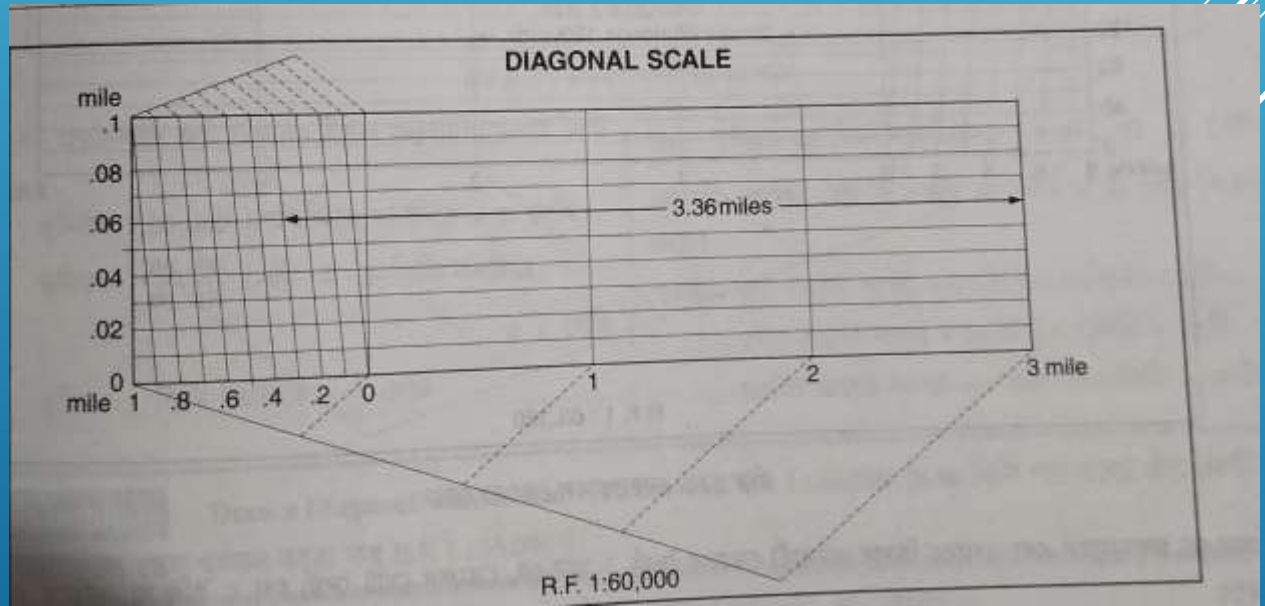 DIAGONAL SCALE
mile
.1
.08
.06
.04
.02
0
3.36 miles
mile 1 .8 .6 .4 .2 0 1 2 3 mile
R.F. 1:60,000